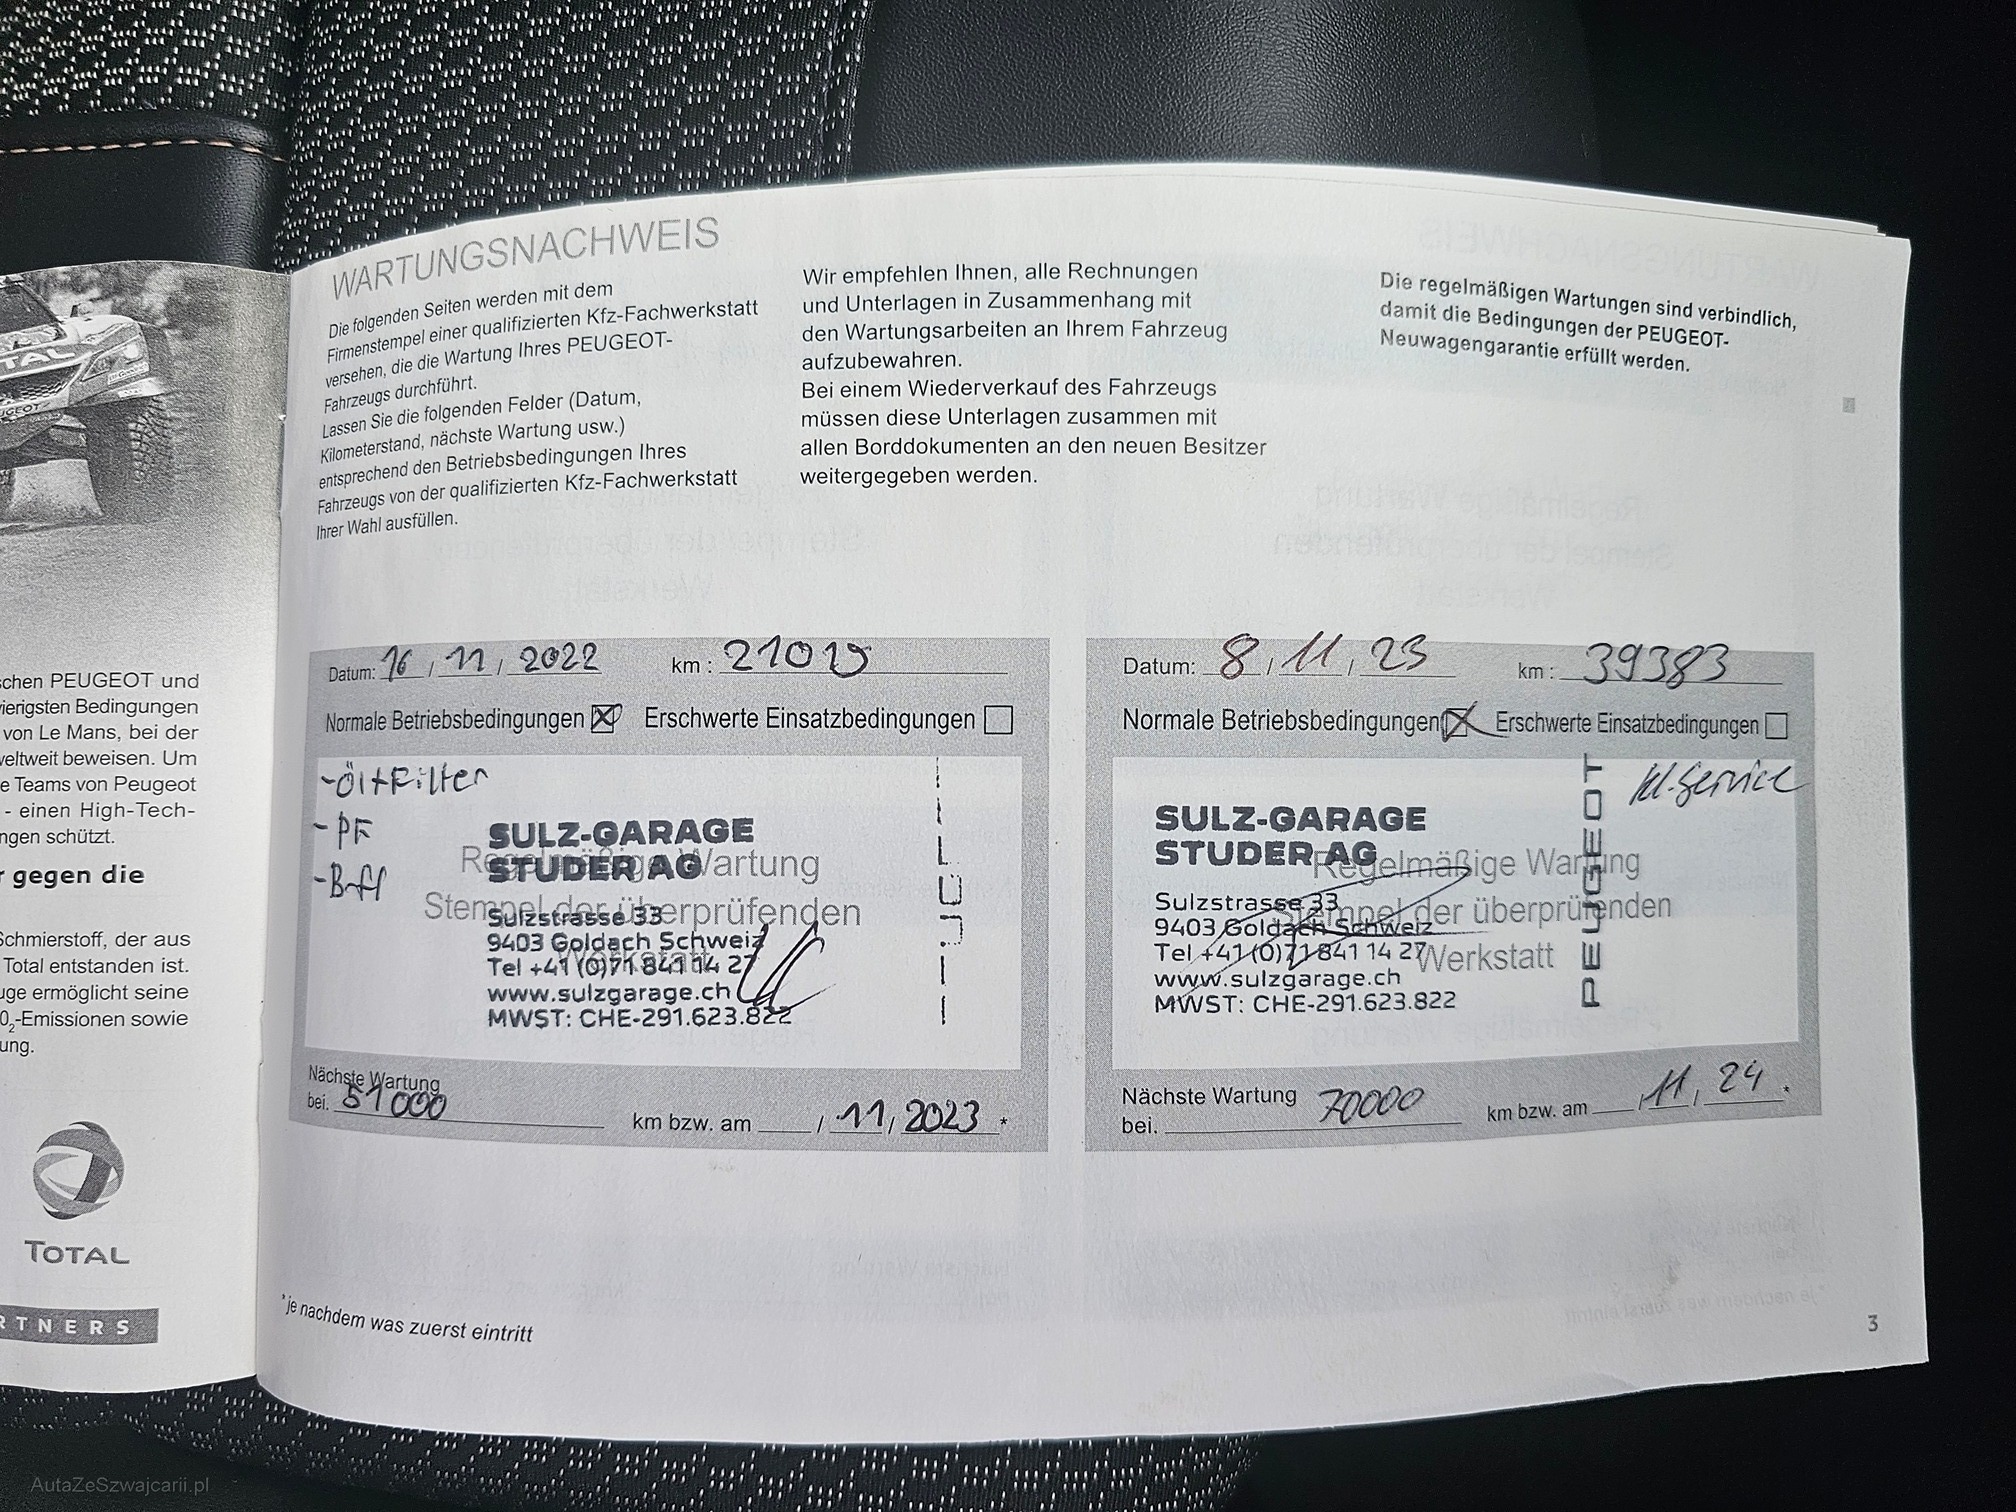 WARTUNGSNACHWEIS
Die folgenden Seiten werden mit dem
Firmenstempel einer qualifizierten Kfz-Fachwerkstatt
versehen, die die Wartung Ihres PEUGEOT-
Fahrzeugs durchführt.
Lassen Sie die folgenden Felder (Datum,
Kilometerstand, nächste Wartung usw.)
entsprechend den Betriebsbedingungen Ihres
Fahrzeugs von der qualifizierten Kfz-Fachwerkstatt
Ihrer Wahl ausfüllen.
Wir empfehlen Ihnen, alle Rechnungen
und Unterlagen in Zusammenhang mit
den Wartungsarbeiten an Ihrem Fahrzeug
aufzubewahren.
Bei einem Wiederverkauf des Fahrzeugs
müssen diese Unterlagen zusammen mit
allen Borddokumenten an den neuen Besitzer
weitergegeben werden.
Die regelmäßigen Wartungen sind verbindlich,
damit die Bedingungen der PEUGEOT-
Neuwagengarantie erfüllt werden.
Datum: 16 / 11 / 2022 km :
Normale Betriebsbedingungen Erschwerte Einsatzbedingungen
-Öl+Filter
-PF
SULZ-GARAGE
STUDER AG
Regelmäßige Wartung
Stempel der überprüfenden
Werkstatt
Sulzstrasse 33
9403 Goldach Schweiz
Tel +41 (0)71 841 14 27
www.sulzgarage.ch
MWST: CHE-291.623.822
Nächste Wartung
bei. 51000 km bzw. am / 11 / 2023 *
Datum: 8 / 11 / 23 km : 39383
Normale Betriebsbedingungen Erschwerte Einsatzbedingungen
kl-Service
PEUGEOT
SULZ-GARAGE
STUDER AG
Regelmäßige Wartung
Stempel der überprüfenden
Werkstatt
Sulzstrasse 33
9403 Goldach Schweiz
Tel +41 (0)71 841 14 27
www.sulzgarage.ch
MWST: CHE-291.623.822
Nächste Wartung
bei. 70000 km bzw. am / 11 / 24 *
*je nachdem was zuerst eintritt
3
schen PEUGEOT und
ierigsten Bedingungen
von Le Mans, bei der
weltweit beweisen. Um
e Teams von Peugeot
- einen High-Tech-
ngen schützt.
r gegen die
Schmierstoff, der aus
Total entstanden ist.
uge ermöglicht seine
O2-Emissionen sowie
ung.
TOTAL
RTNERS
AutaZeSzwajcarii.pl